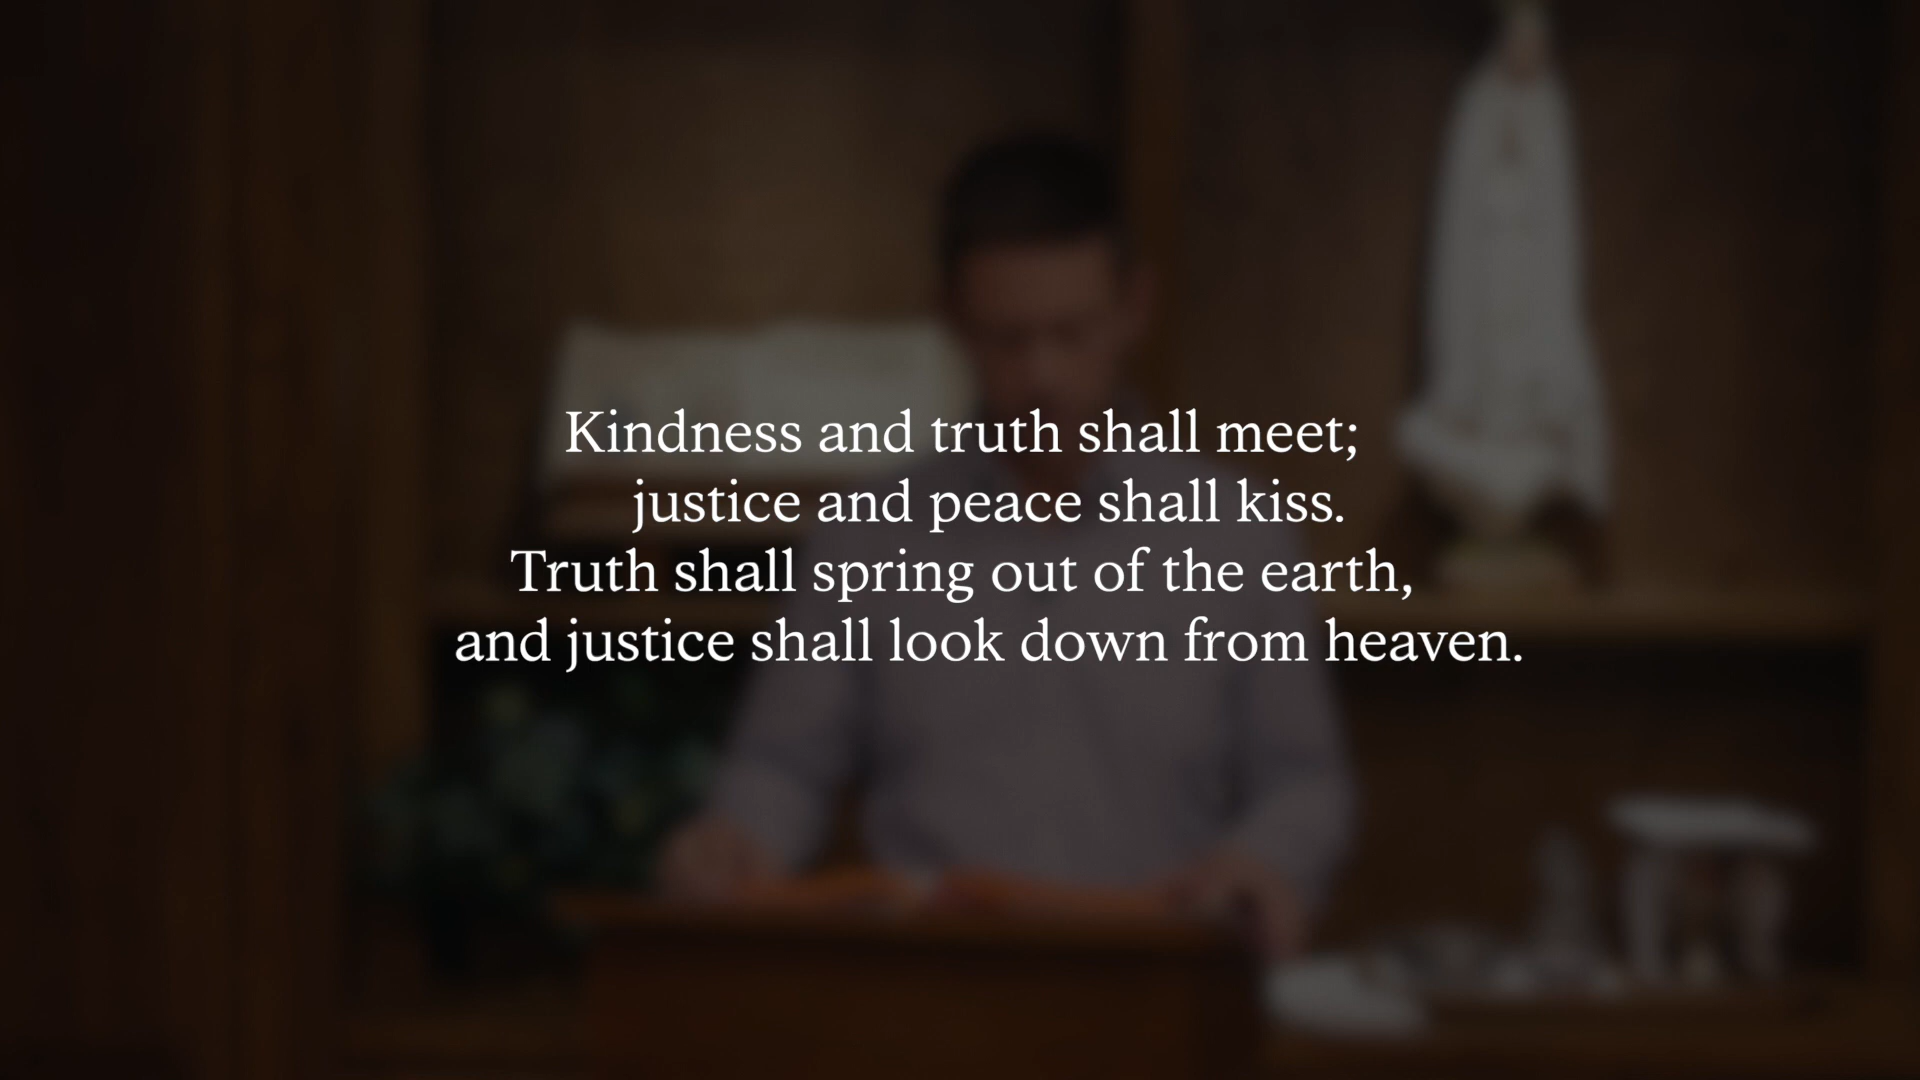 Kindness and truth shall meet;
justice and peace shall kiss.
Truth shall spring out of the earth,
and justice shall look down from heaven.